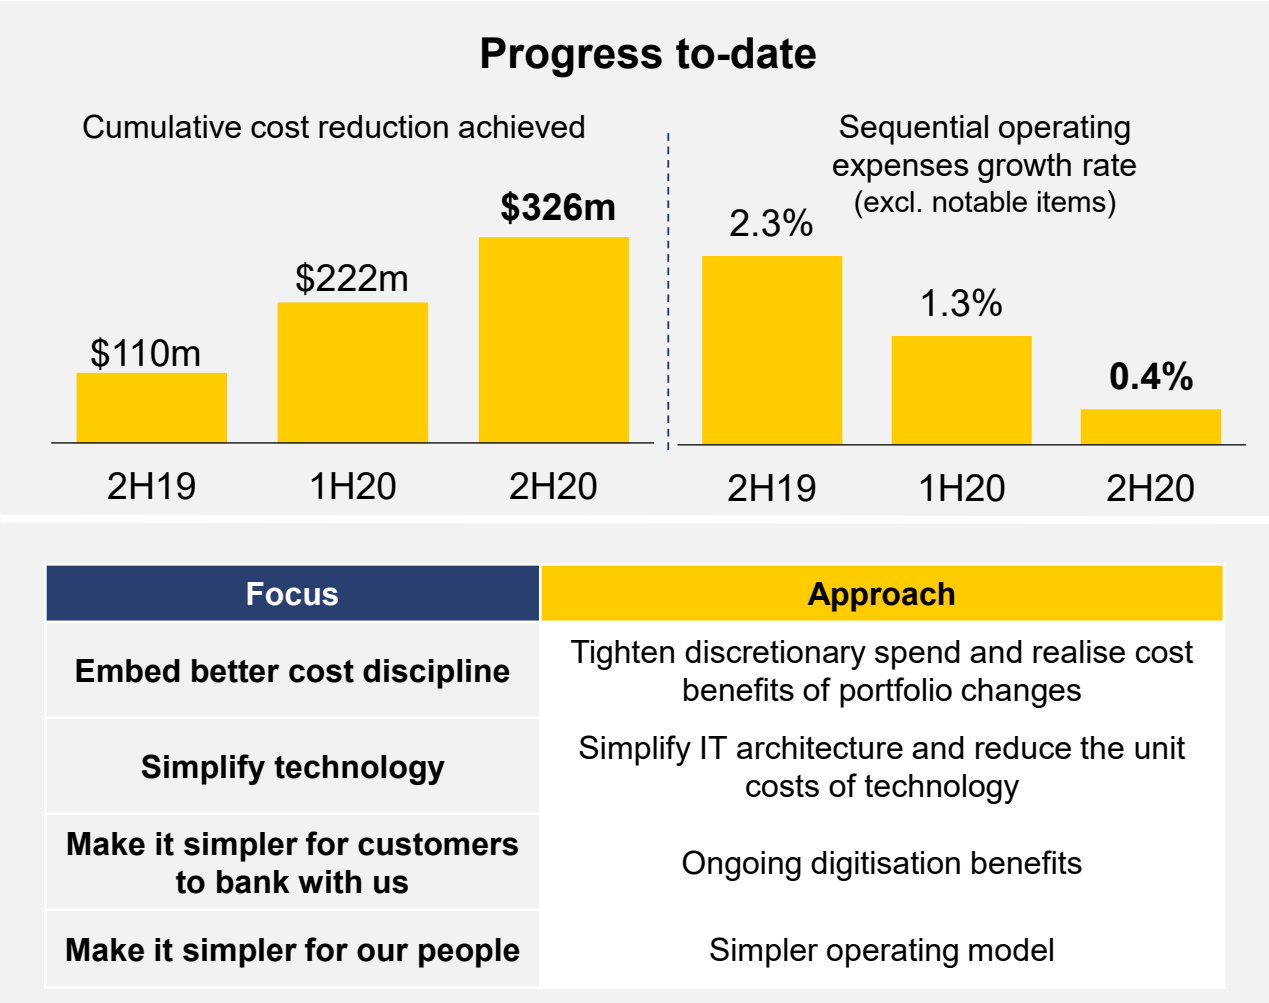 Progress to-date
Cumulative cost reduction achieved
$110m
$222m
$326m
2H19
1H20
2H20
Sequential operating
expenses growth rate
(excl. notable items)
2.3%
1.3%
0.4%
2H19
1H20
2H20
Focus
Approach
Embed better cost discipline
Tighten discretionary spend and realise cost
benefits of portfolio changes
Simplify technology
Simplify IT architecture and reduce the unit
costs of technology
Make it simpler for customers
to bank with us
Ongoing digitisation benefits
Make it simpler for our people
Simpler operating model